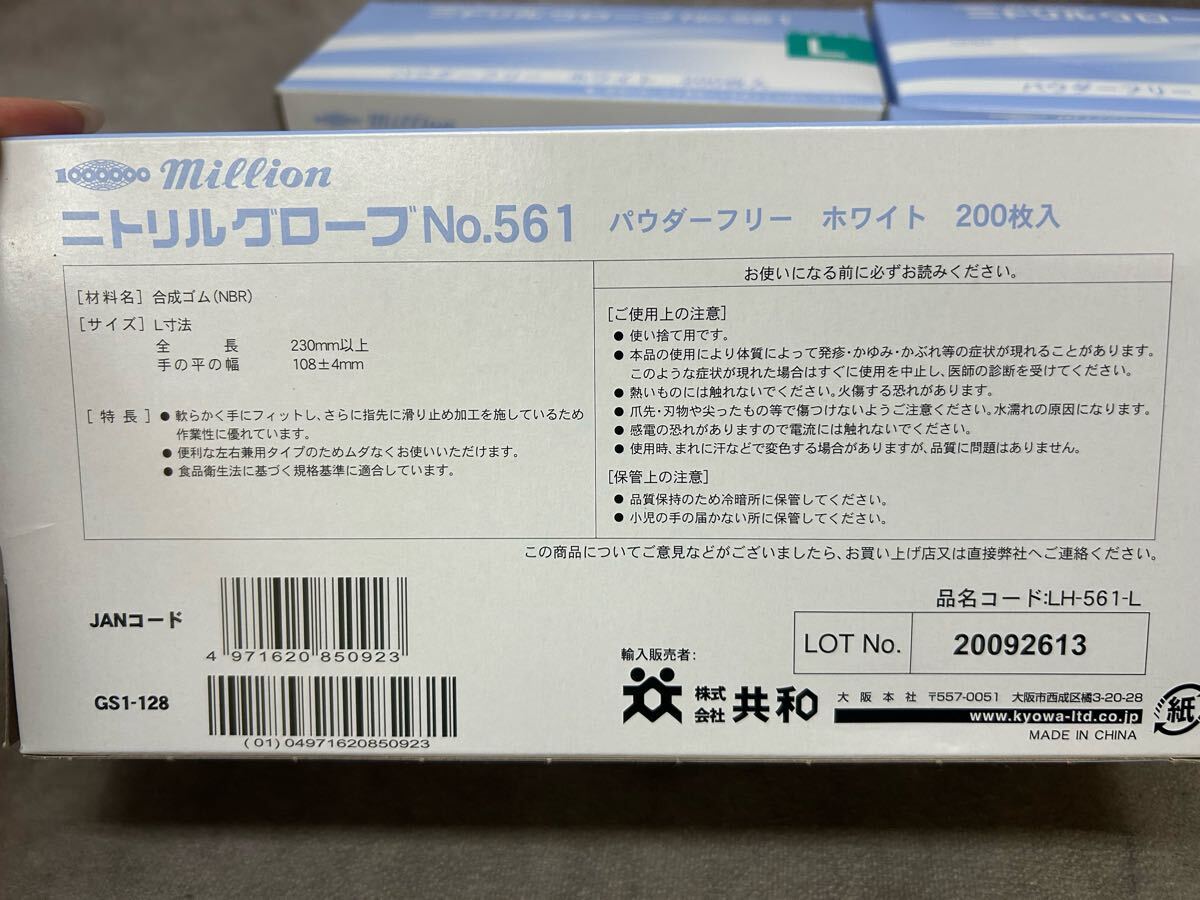 ニトリルグローブNo.561
L
パウダーフリー ホワイト
Million
1000000 Million
ニトリルグローブNo.561 パウダーフリー ホワイト 200枚入
[材料名] 合成ゴム(NBR)
[サイズ] L寸法
全長 230mm以上
手の平の幅 108±4mm
[特長] ● 軟らかく手にフィットし、さらに指先に滑り止め加工を施しているため
作業性に優れています。
● 便利な左右兼用タイプのためムダなくお使いいただけます。
● 食品衛生法に基づく規格基準に適合しています。
お使いになる前に必ずお読みください。
[ご使用上の注意]
● 使い捨て用です。
● 本品の使用により体質によって発疹・かゆみ・かぶれ等の症状が現れることがあります。
このような症状が現れた場合はすぐに使用を中止し、医師の診断を受けてください。
● 熱いものには触れないでください。火傷する恐れがあります。
● 爪先・刃物や尖ったもの等で傷つけないようご注意ください。水濡れの原因になります。
● 感電の恐れがありますので電流には触れないでください。
● 使用時、まれに汗などで変色する場合がありますが、品質に問題はありません。
[保管上の注意]
● 品質保持のため冷暗所に保管してください。
● 小児の手の届かない所に保管してください。
この商品についてご意見などがございましたら、お買い上げ店又は直接弊社へご連絡ください。
JANコード
4 971620 850923
GS1-128
(01)04971620850923
品名コード:LH-561-L
LOT No. 20092613
輸入販売者:
株式会社 共和 大阪本社 〒557-0051 大阪市西成区橘3-20-28
www.kyowa-ltd.co.jp
MADE IN CHINA
紙